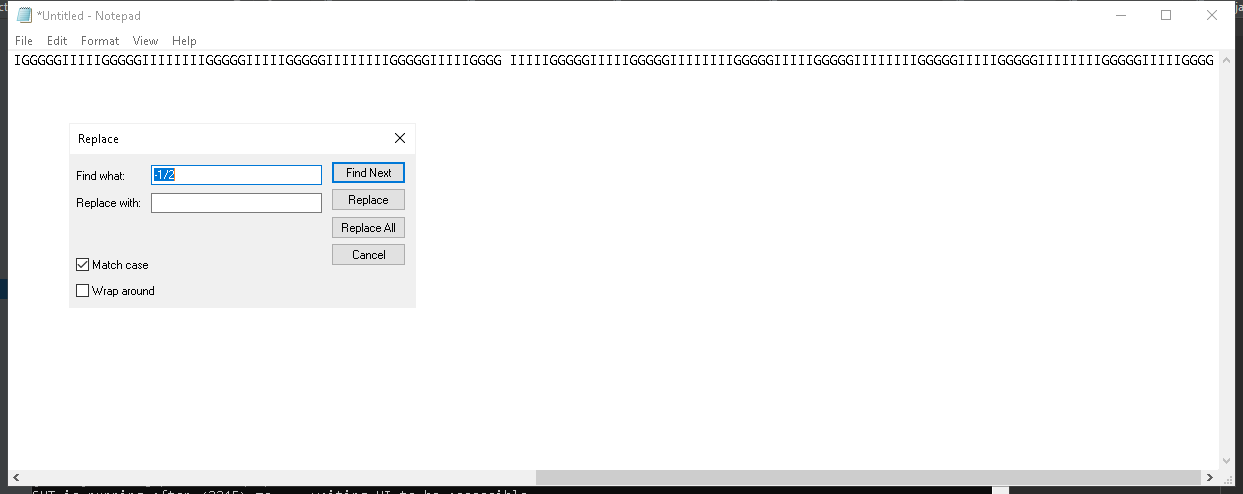 *Untitled - Notepad
File Edit Format View Help
IGGGGGIIIIIGGGGGIIIIIIIIGGGGGIIIIIGGGGGIIIIIIIIGGGGGIIIIIGGGG IIIIIGGGGGIIIIIGGGGGIIIIIIIIGGGGGIIIIIGGGGGIIIIIIIIGGGGGIIIIIGGGGGIIIIIIIIGGGGGIIIIIGGGG
Replace
Find what: -1/2 Find Next
Replace with: Replace
Replace All
Cancel
Match case
Wrap around